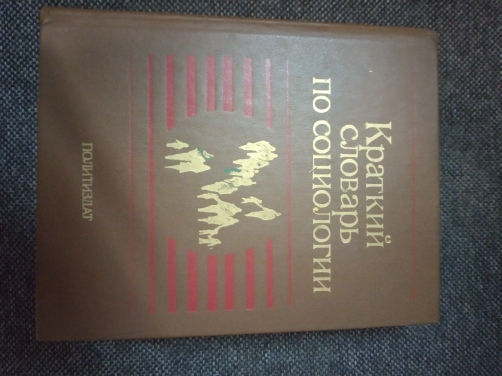 Краткий
словарь
по социологии
ПОЛИТИЗДАТ